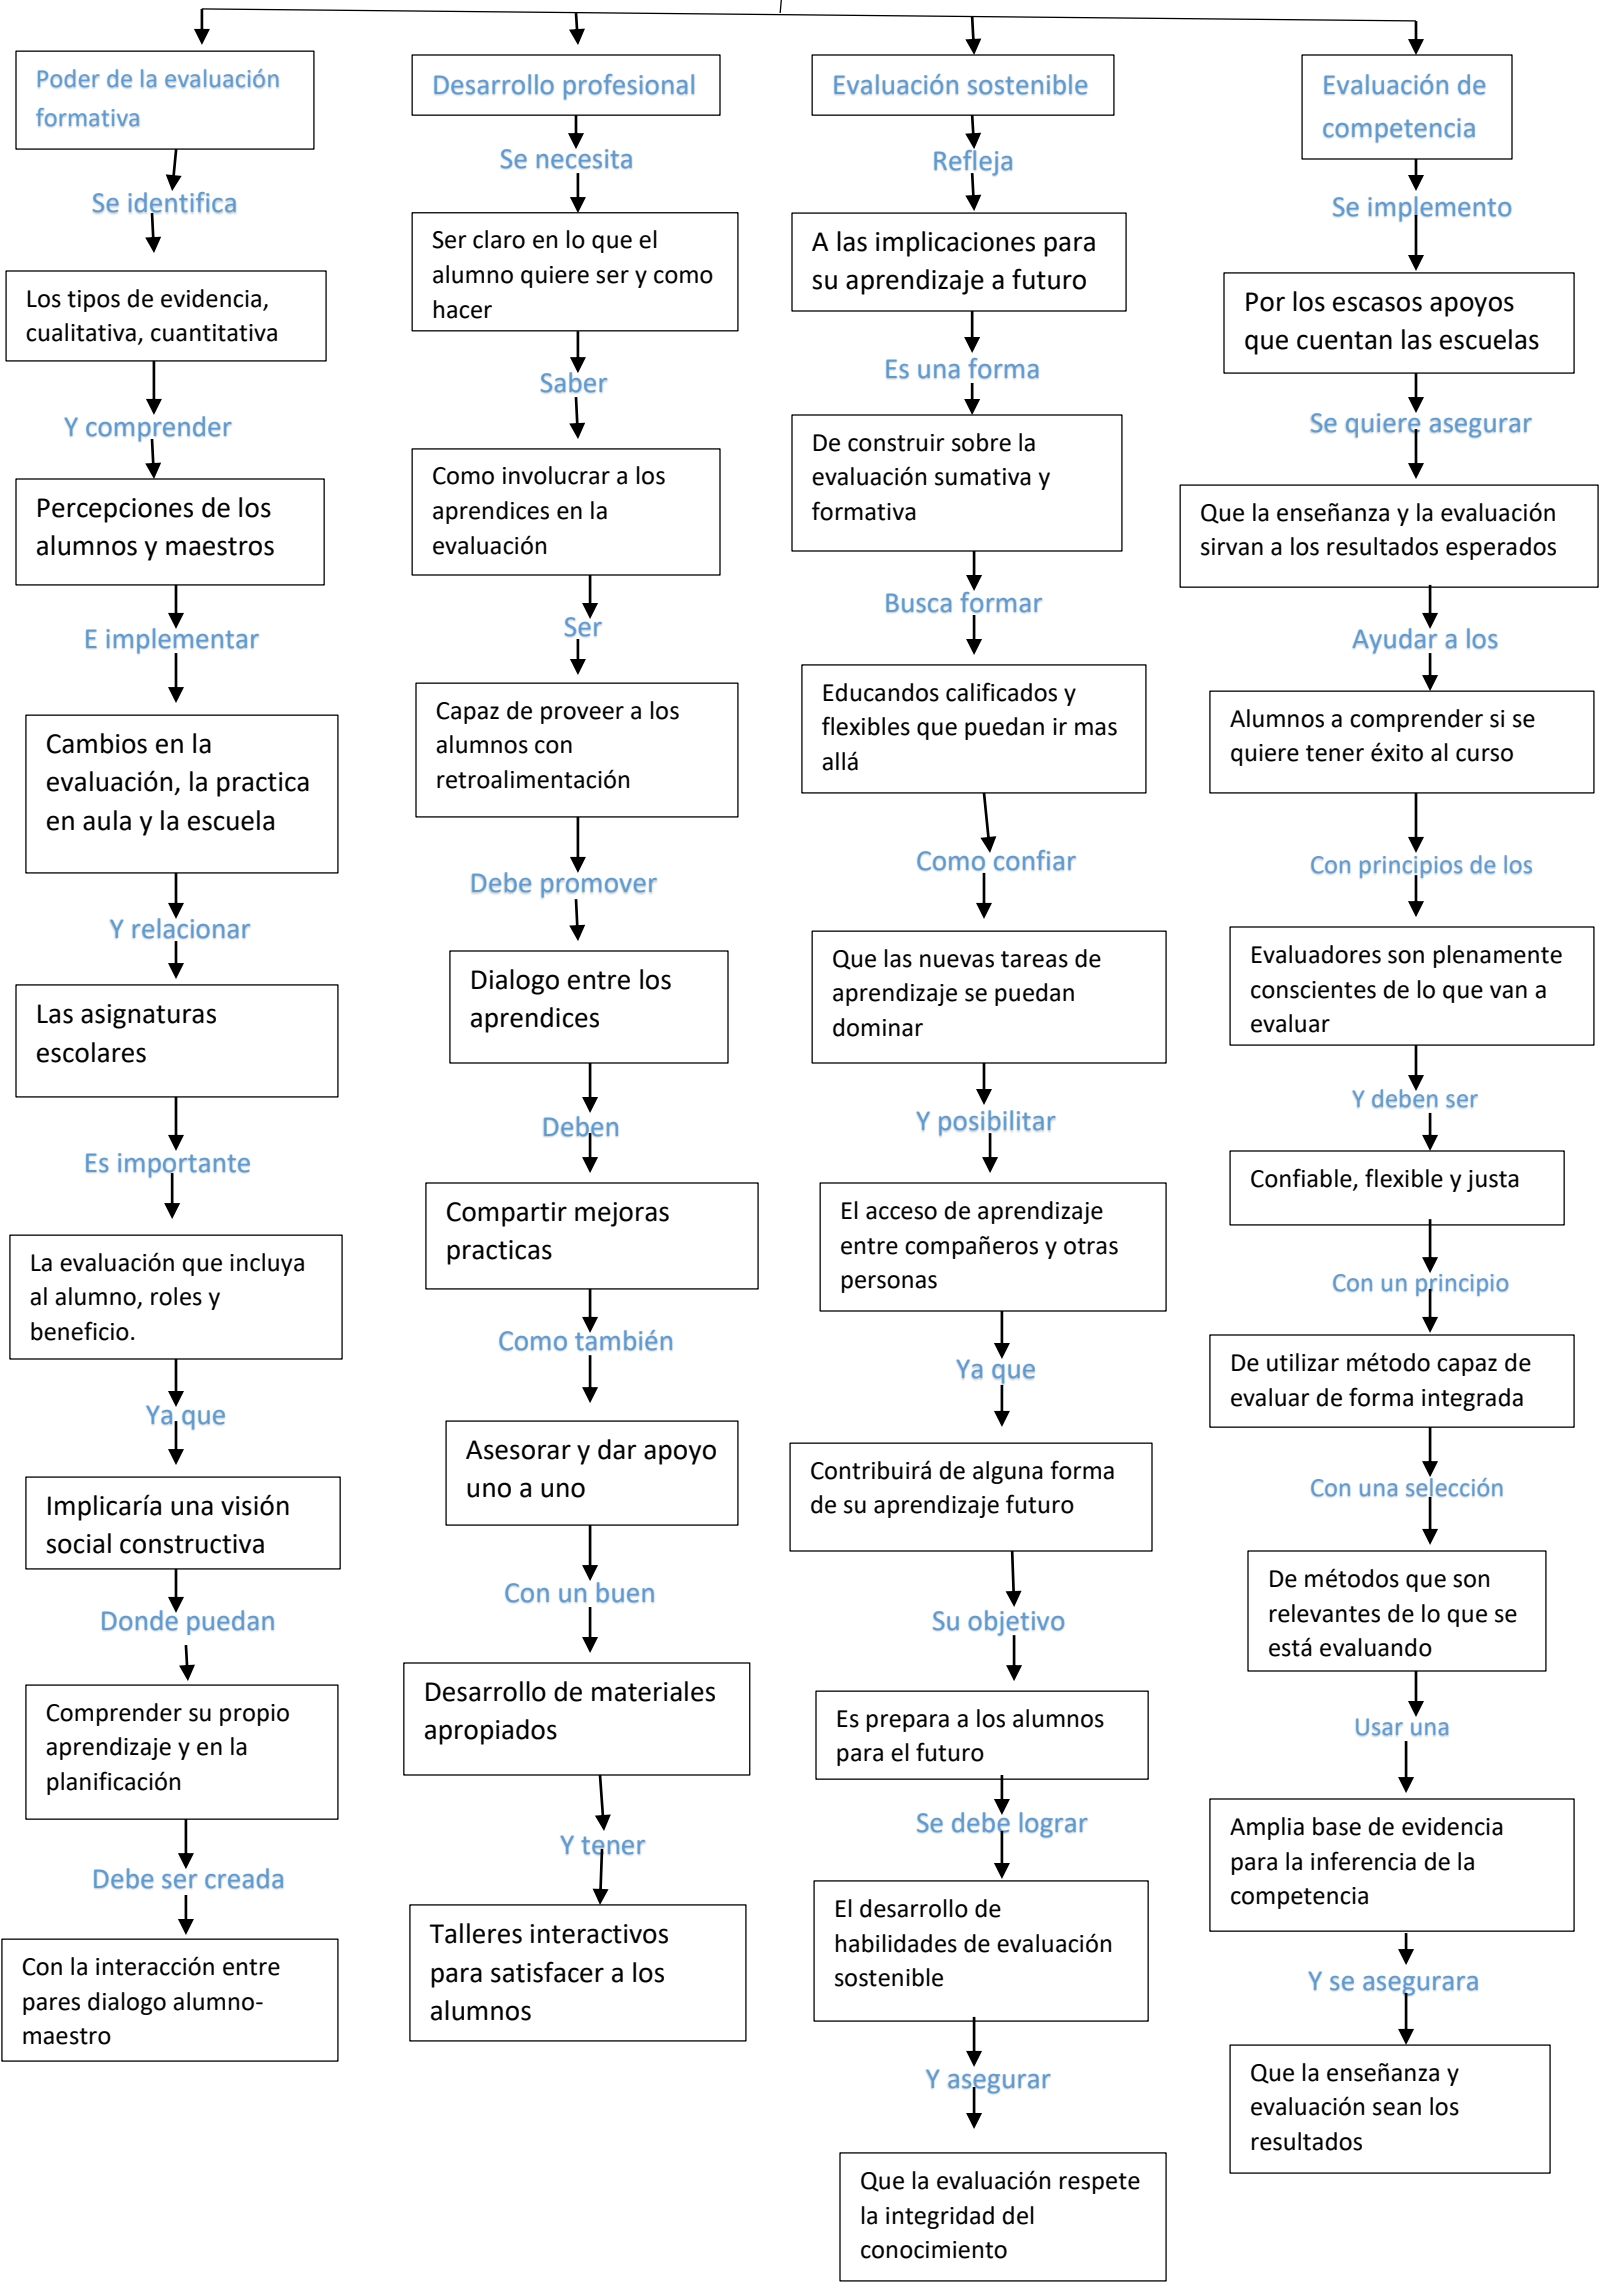 Poder de la evaluación
formativa
Se identifica
Los tipos de evidencia,
cualitativa, cuantitativa
Y comprender
Percepciones de los
alumnos y maestros
E implementar
Cambios en la
evaluación, la practica
en aula y la escuela
Y relacionar
Las asignaturas
escolares
Es importante
La evaluación que incluya
al alumno, roles y
beneficio.
Ya que
Implicaría una visión
social constructiva
Donde puedan
Comprender su propio
aprendizaje y en la
planificación
Debe ser creada
Con la interacción entre
pares dialogo alumno-
maestro
Desarrollo profesional
Se necesita
Ser claro en lo que el
alumno quiere ser y como
hacer
Saber
Como involucrar a los
aprendices en la
evaluación
Ser
Capaz de proveer a los
alumnos con
retroalimentación
Debe promover
Dialogo entre los
aprendices
Deben
Compartir mejoras
practicas
Como también
Asesorar y dar apoyo
uno a uno
Con un buen
Desarrollo de materiales
apropiados
Y tener
Talleres interactivos
para satisfacer a los
alumnos
Evaluación sostenible
Refleja
A las implicaciones para
su aprendizaje a futuro
Es una forma
De construir sobre la
evaluación sumativa y
formativa
Busca formar
Educandos calificados y
flexibles que puedan ir mas
allá
Como confiar
Que las nuevas tareas de
aprendizaje se puedan
dominar
Y posibilitar
El acceso de aprendizaje
entre compañeros y otras
personas
Ya que
Contribuirá de alguna forma
de su aprendizaje futuro
Su objetivo
Es prepara a los alumnos
para el futuro
Se debe lograr
El desarrollo de
habilidades de evaluación
sostenible
Y asegurar
Que la evaluación respete
la integridad del
conocimiento
Evaluación de
competencia
Se implemento
Por los escasos apoyos
que cuentan las escuelas
Se quiere asegurar
Que la enseñanza y la evaluación
sirvan a los resultados esperados
Ayudar a los
Alumnos a comprender si se
quiere tener éxito al curso
Con principios de los
Evaluadores son plenamente
conscientes de lo que van a
evaluar
Y deben ser
Confiable, flexible y justa
Con un principio
De utilizar método capaz de
evaluar de forma integrada
Con una selección
De métodos que son
relevantes de lo que se
está evaluando
Usar una
Amplia base de evidencia
para la inferencia de la
competencia
Y se asegurara
Que la enseñanza y
evaluación sean los
resultados